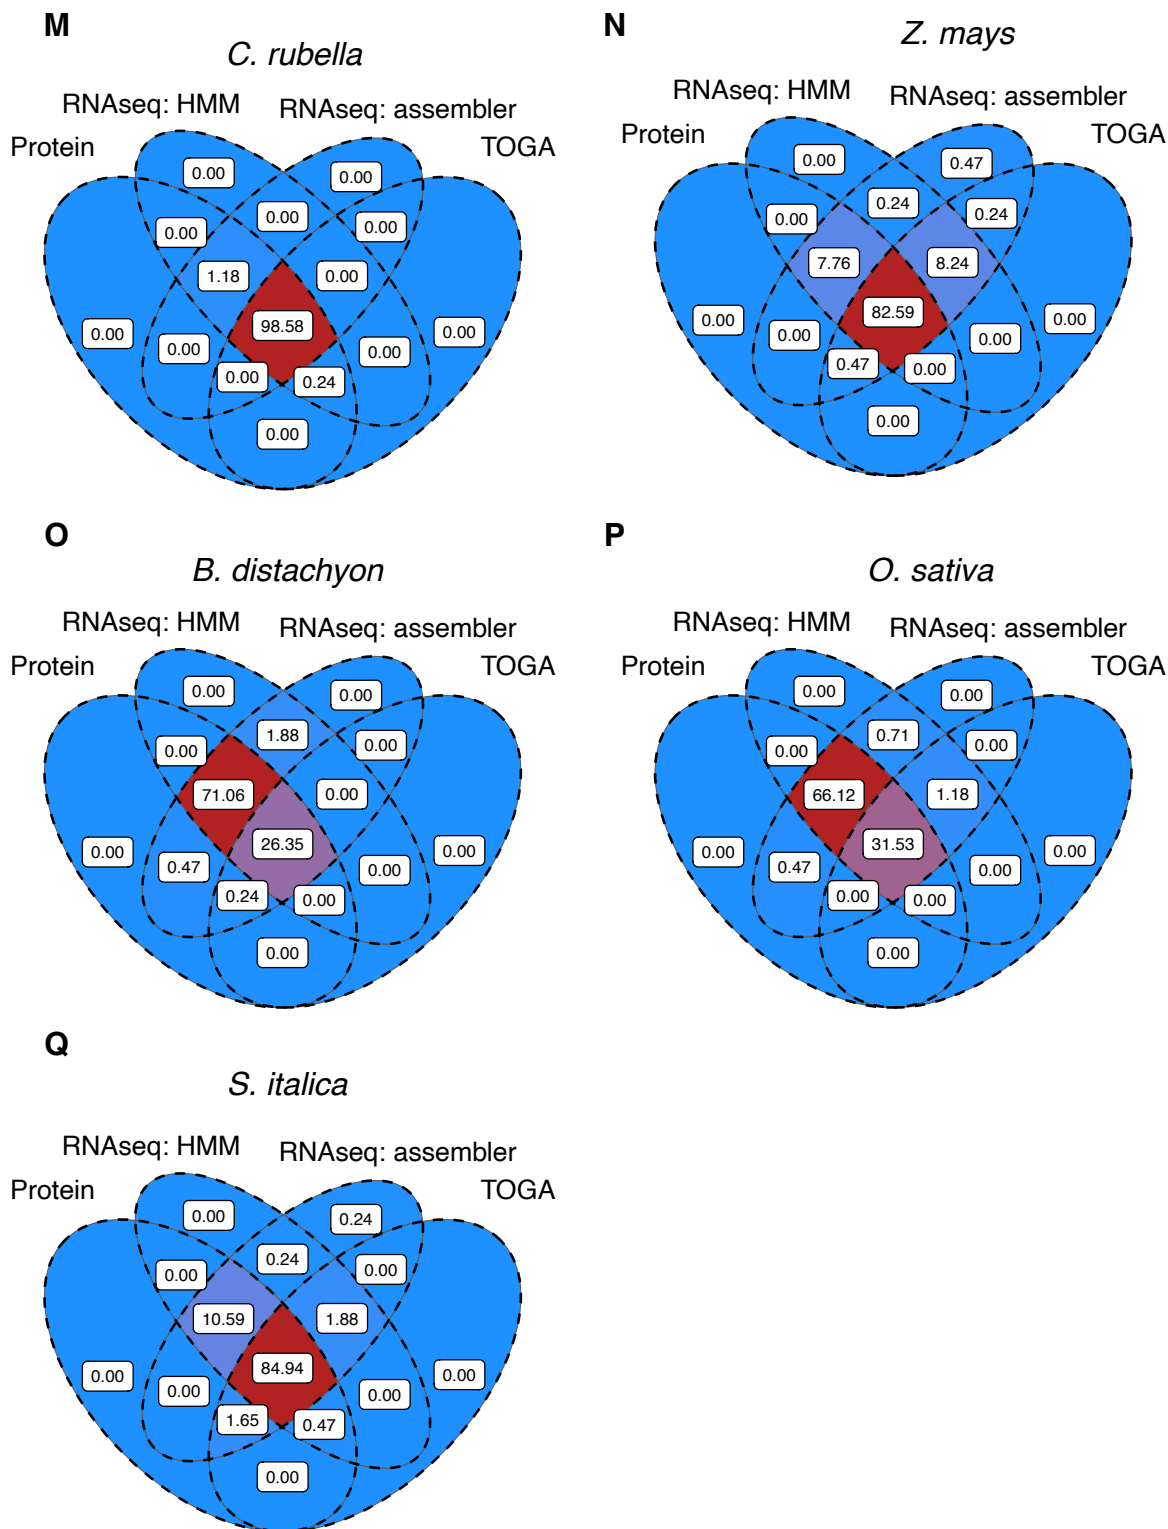 M
C. rubella
RNAseq: HMM
RNAseq: assembler
Protein
TOGA
0.00
0.00
0.00
0.00
0.00
1.18
0.00
98.58
0.00
0.00
0.00
0.00
0.00
0.24
0.00
N
Z. mays
RNAseq: HMM
RNAseq: assembler
Protein
TOGA
0.00
0.47
0.24
0.00
0.24
7.76
8.24
82.59
0.00
0.00
0.00
0.00
0.47
0.00
0.00
O
B. distachyon
RNAseq: HMM
RNAseq: assembler
Protein
TOGA
0.00
0.00
1.88
0.00
0.00
71.06
0.00
26.35
0.00
0.00
0.47
0.00
0.24
0.00
0.00
P
O. sativa
RNAseq: HMM
RNAseq: assembler
Protein
TOGA
0.00
0.00
0.71
0.00
0.00
66.12
1.18
31.53
0.00
0.00
0.47
0.00
0.00
0.00
0.00
Q
S. italica
RNAseq: HMM
RNAseq: assembler
Protein
TOGA
0.00
0.24
0.24
0.00
0.00
10.59
1.88
84.94
0.00
0.00
0.00
0.00
1.65
0.47
0.00